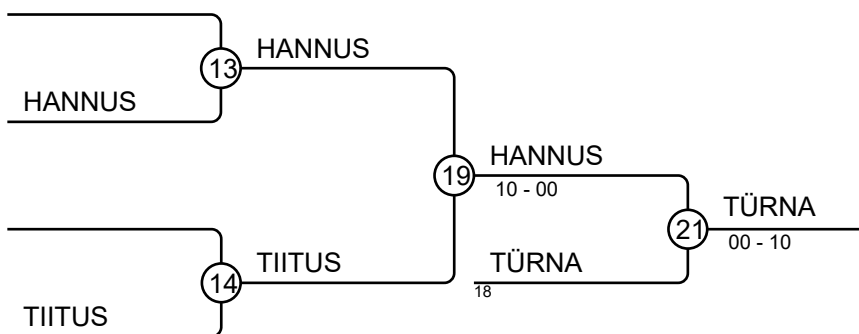 HANNUS
13
HANNUS
19
HANNUS
10 - 00
21
TÜRNA
00 - 10
14
TIITUS
TÜRNA
18
TIITUS